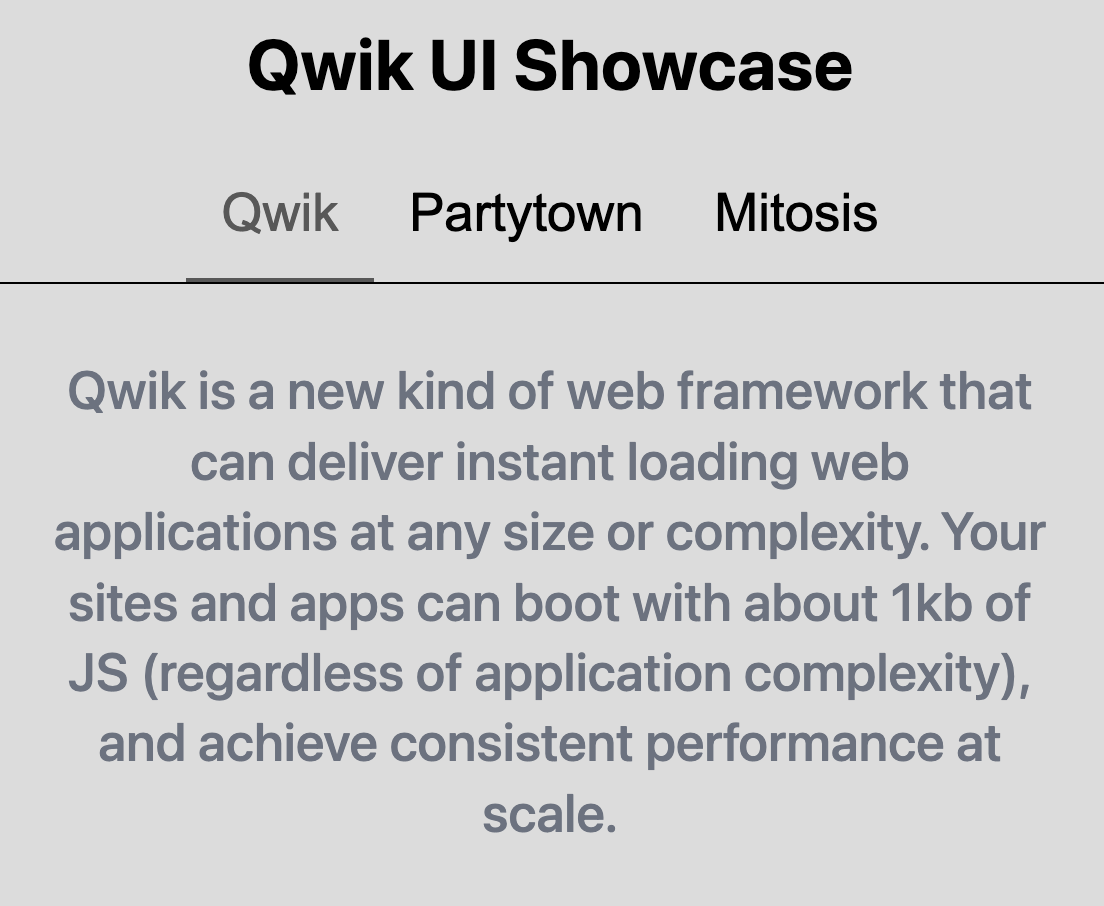 Qwik UI Showcase
Qwik Partytown Mitosis
Qwik is a new kind of web framework that
can deliver instant loading web
applications at any size or complexity. Your
sites and apps can boot with about 1kb of
JS (regardless of application complexity),
and achieve consistent performance at
scale.